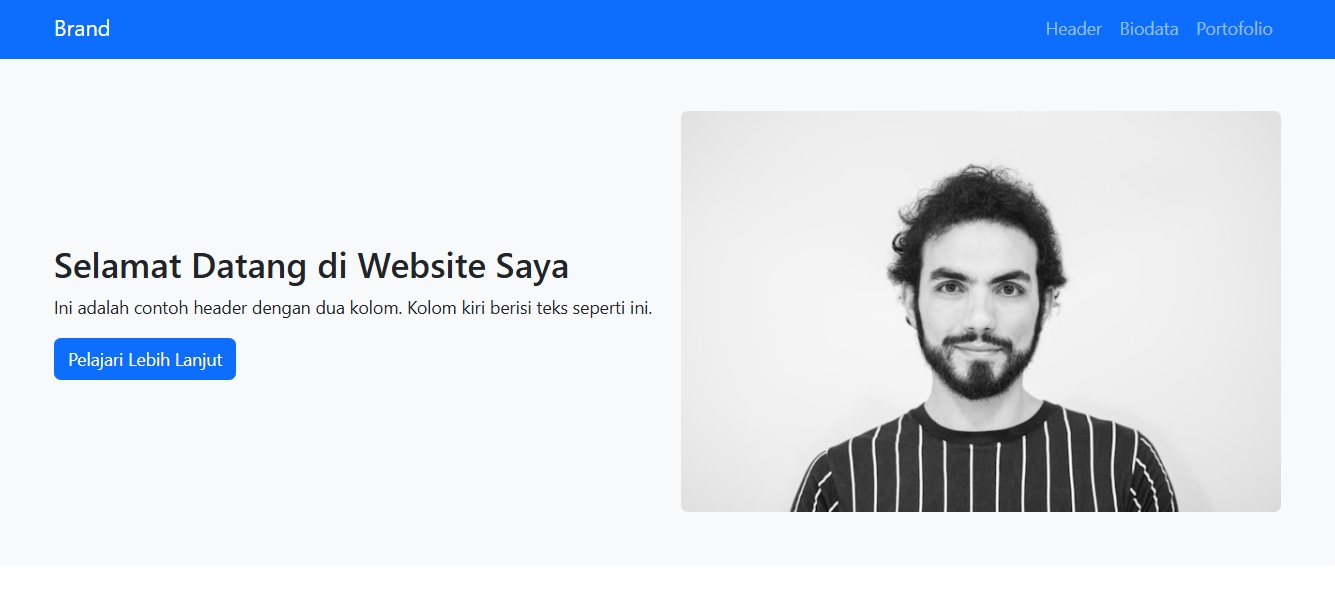 Brand
Header Biodata Portofolio
Selamat Datang di Website Saya
Ini adalah contoh header dengan dua kolom. Kolom kiri berisi teks seperti ini.
Pelajari Lebih Lanjut